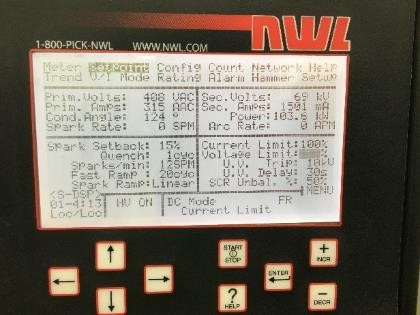 1-800-PICK-NWL WWW.NWL.COM NWL
Meter SetPoint Config Count Network Help
Trend V/I Mode Rating Alarm Hammer Setup
Prim.Volts: 408 VAC Sec.Volts: 69 kV
Prim.Amps: 315 AAC Sec.Amps: 1501 mA
Cond.Angle: 124 ° Power:103.6 kW
Spark Rate: 0 SPM Arc Rate: 0 APM
Spark Setback: 15% Current Limit:100%
Quench: 1cyc Voltage Limit: %
Sparks/min: 12SPM U.V. Trip: 10kV
Fast Ramp : 20cyc U.V. Delay: 30s
Spark Ramp:Linear SCR Unbal. %: 50%
<S-DSP> MENU
01-4:13 HV ON DC Mode FR
Loc/Loc Current Limit
START
STOP
+
INCR
ENTER
?
HELP
-
DECR